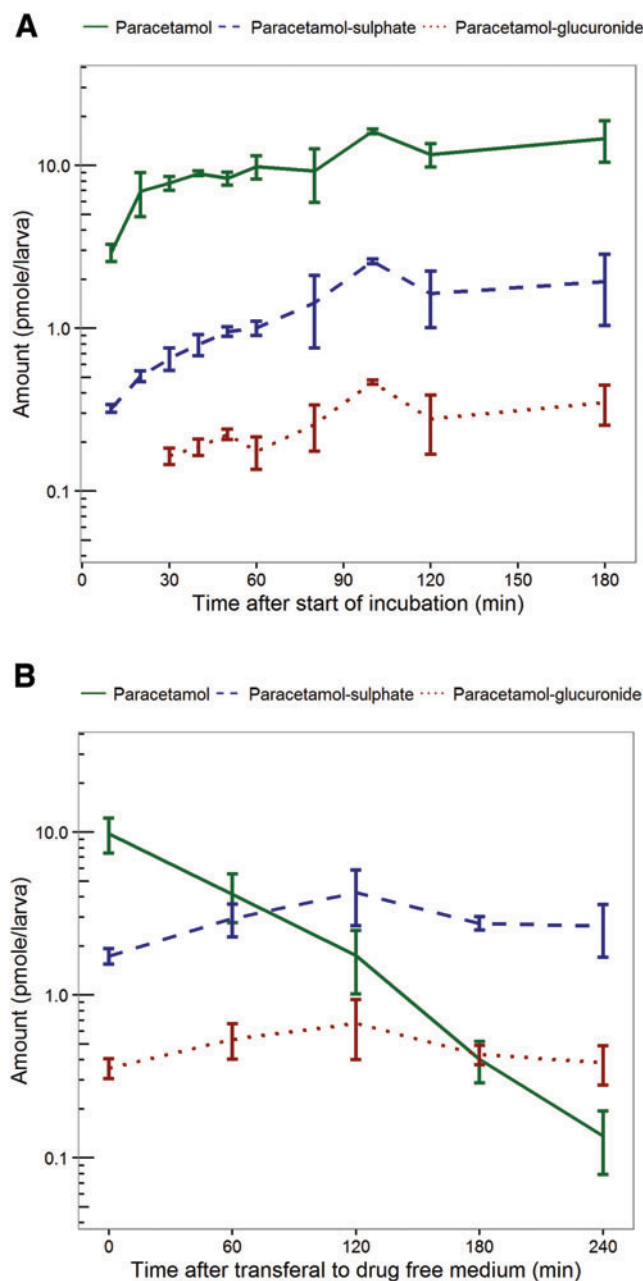 A
Paracetamol Paracetamol-sulphate Paracetamol-glucuronide
Amount (pmole/larva)
10.0
1.0
0.1
0 30 60 90 120 150 180
Time after start of incubation (min)
B
Paracetamol Paracetamol-sulphate Paracetamol-glucuronide
Amount (pmole/larva)
10.0
1.0
0.1
0 60 120 180 240
Time after transferal to drug free medium (min)